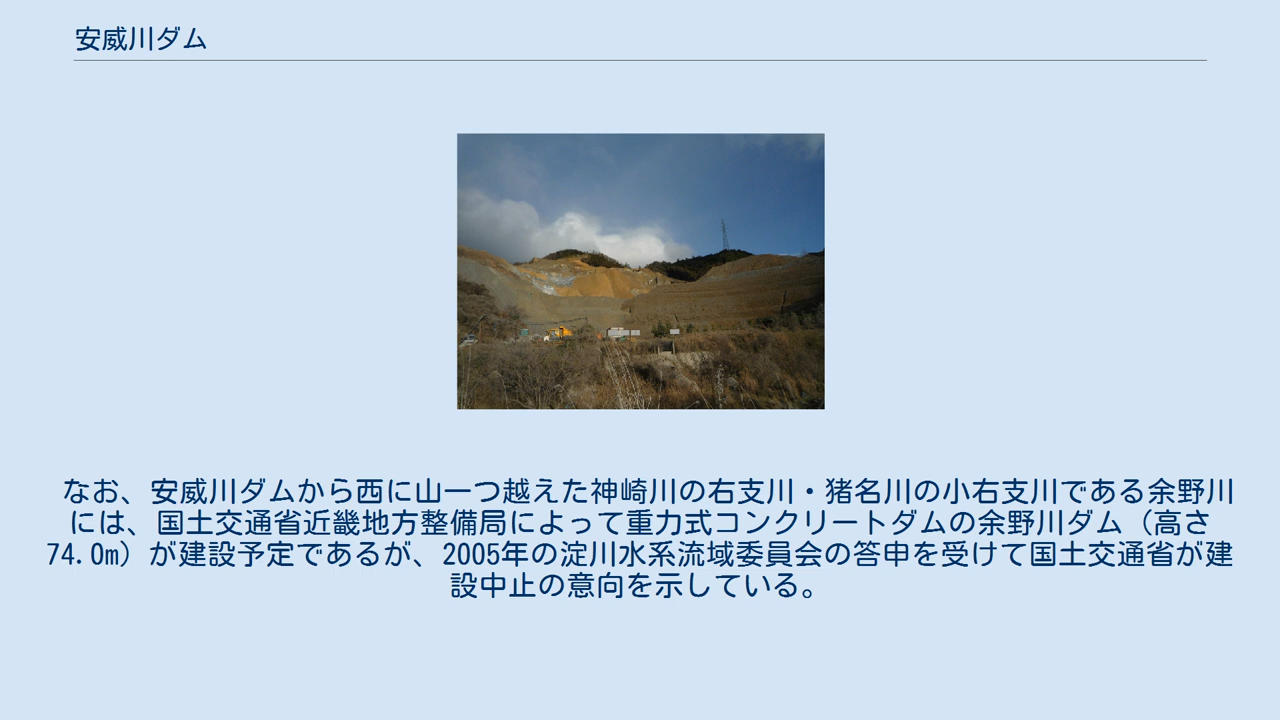 安威川ダム
なお、安威川ダムから西に山一つ越えた神崎川の右支川・猪名川の小右支川である余野川
には、国土交通省近畿地方整備局によって重力式コンクリートダムの余野川ダム（高さ
74.0m）が建設予定であるが、2005年の淀川水系流域委員会の答申を受けて国土交通省が建
設中止の意向を示している。